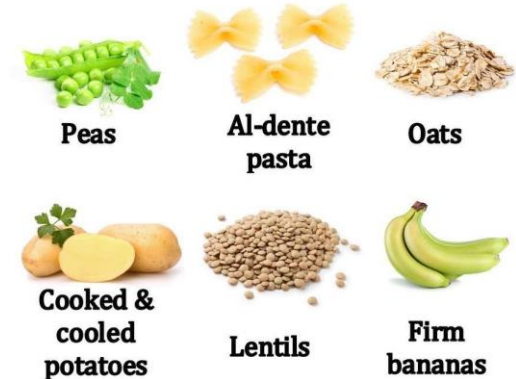 Peas
Al-dente
pasta
Oats
Cooked &
cooled
potatoes
Lentils
Firm
bananas